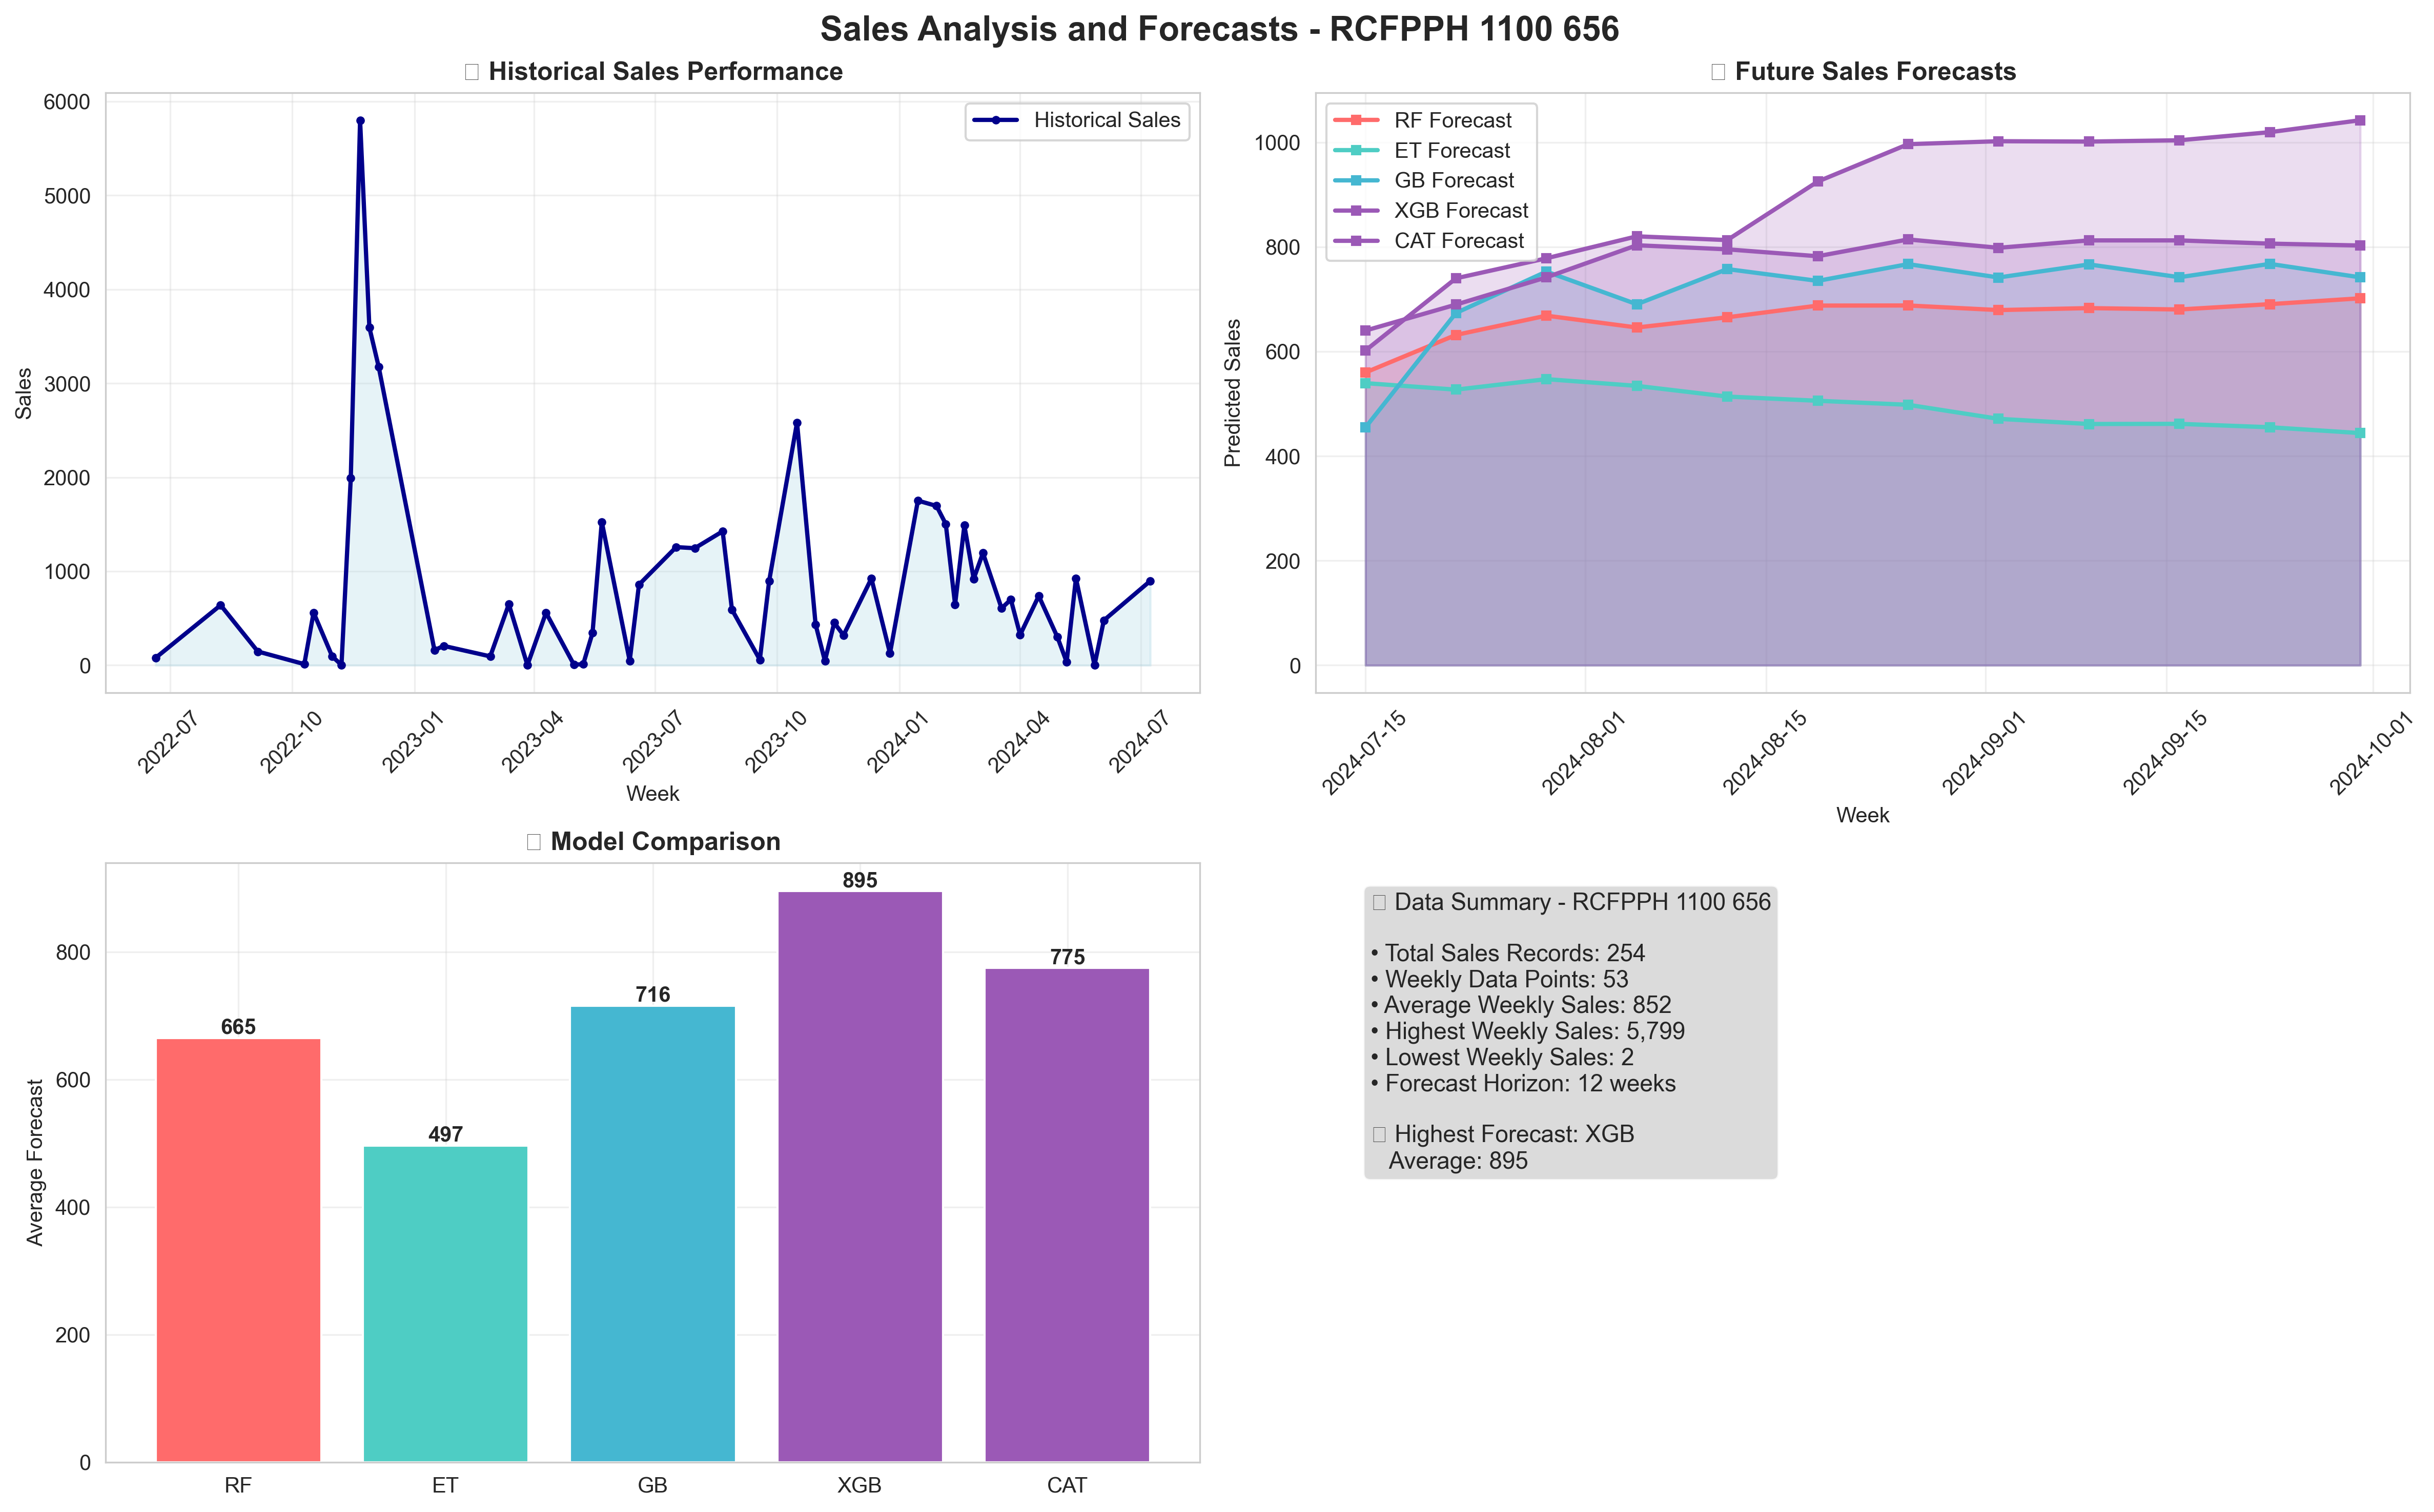 Sales Analysis and Forecasts - RCFPPH 1100 656
Historical Sales Performance
6000
5000
4000
3000
2000
1000
0
Sales
Historical Sales
2022-07
2022-10
2023-01
2023-04
2023-07
2023-10
2024-01
2024-04
2024-07
Week
Future Sales Forecasts
1000
800
600
400
200
0
Predicted Sales
RF Forecast
ET Forecast
GB Forecast
XGB Forecast
CAT Forecast
2024-07-15
2024-08-01
2024-08-15
2024-09-01
2024-09-15
2024-10-01
Week
Model Comparison
800
600
400
200
0
Average Forecast
665
497
716
895
775
RF
ET
GB
XGB
CAT
Data Summary - RCFPPH 1100 656
• Total Sales Records: 254
• Weekly Data Points: 53
• Average Weekly Sales: 852
• Highest Weekly Sales: 5,799
• Lowest Weekly Sales: 2
• Forecast Horizon: 12 weeks
Highest Forecast: XGB
Average: 895